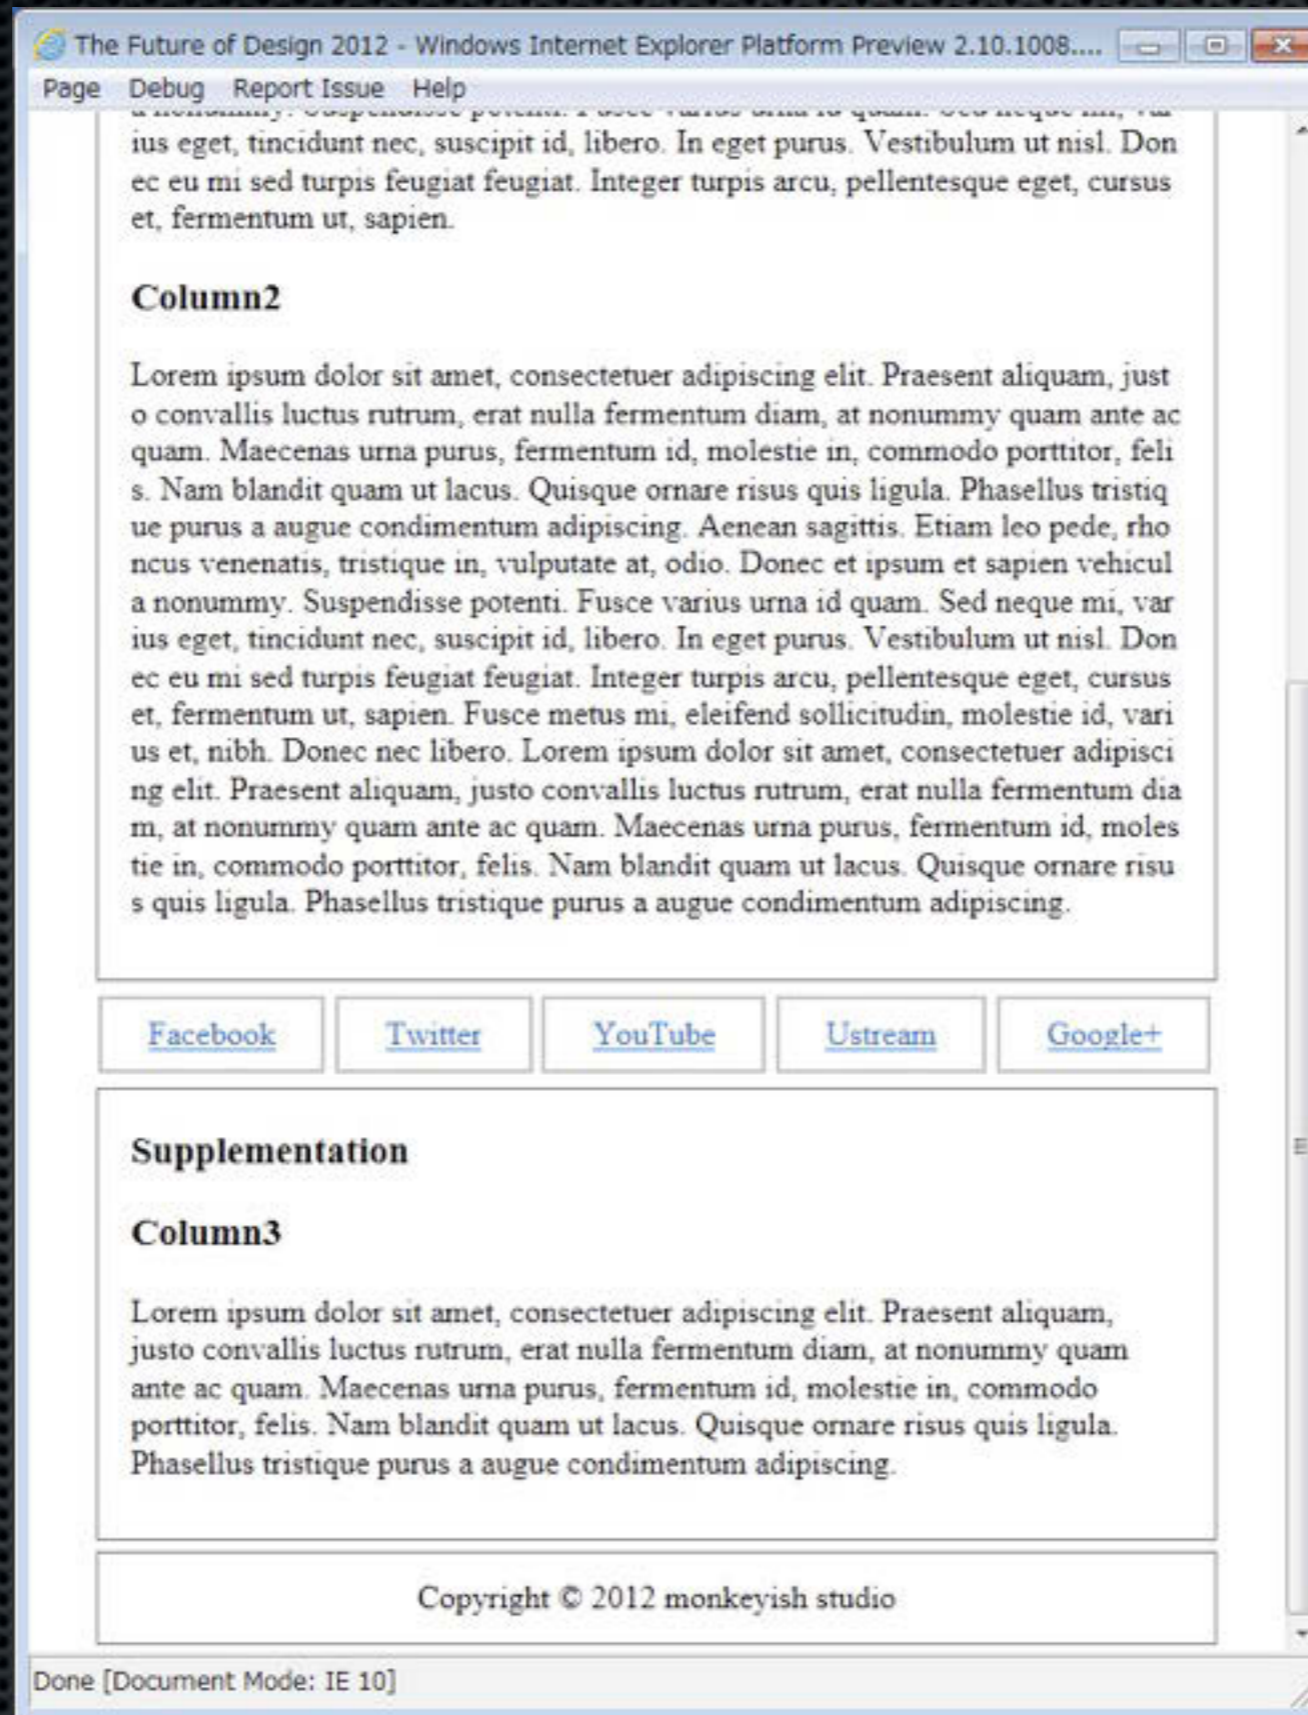 The Future of Design 2012 - Windows Internet Explorer Platform Preview 2.10.1008....
Page Debug Report Issue Help
a nonummy. Suspendisse potenti. Fusce varius urna id quam. Sed neque mi, var
ius eget, tincidunt nec, suscipit id, libero. In eget purus. Vestibulum ut nisl. Don
ec eu mi sed turpis feugiat feugiat. Integer turpis arcu, pellentesque eget, cursus
et, fermentum ut, sapien.
Column2
Lorem ipsum dolor sit amet, consectetuer adipiscing elit. Praesent aliquam, just
o convallis luctus rutrum, erat nulla fermentum diam, at nonummy quam ante ac
quam. Maecenas urna purus, fermentum id, molestie in, commodo porttitor, feli
s. Nam blandit quam ut lacus. Quisque ornare risus quis ligula. Phasellus tristiq
ue purus a augue condimentum adipiscing. Aenean sagittis. Etiam leo pede, rho
ncus venenatis, tristique in, vulputate at, odio. Donec et ipsum et sapien vehicul
a nonummy. Suspendisse potenti. Fusce varius urna id quam. Sed neque mi, var
ius eget, tincidunt nec, suscipit id, libero. In eget purus. Vestibulum ut nisl. Don
ec eu mi sed turpis feugiat feugiat. Integer turpis arcu, pellentesque eget, cursus
et, fermentum ut, sapien. Fusce metus mi, eleifend sollicitudin, molestie id, vari
us et, nibh. Donec nec libero. Lorem ipsum dolor sit amet, consectetuer adipisci
ng elit. Praesent aliquam, justo convallis luctus rutrum, erat nulla fermentum dia
m, at nonummy quam ante ac quam. Maecenas urna purus, fermentum id, moles
tie in, commodo porttitor, felis. Nam blandit quam ut lacus. Quisque ornare risu
s quis ligula. Phasellus tristique purus a augue condimentum adipiscing.
Facebook Twitter YouTube Ustream Google+
Supplementation
Column3
Lorem ipsum dolor sit amet, consectetuer adipiscing elit. Praesent aliquam,
justo convallis luctus rutrum, erat nulla fermentum diam, at nonummy quam
ante ac quam. Maecenas urna purus, fermentum id, molestie in, commodo
porttitor, felis. Nam blandit quam ut lacus. Quisque ornare risus quis ligula.
Phasellus tristique purus a augue condimentum adipiscing.
Copyright © 2012 monkeyish studio
Done [Document Mode: IE 10]